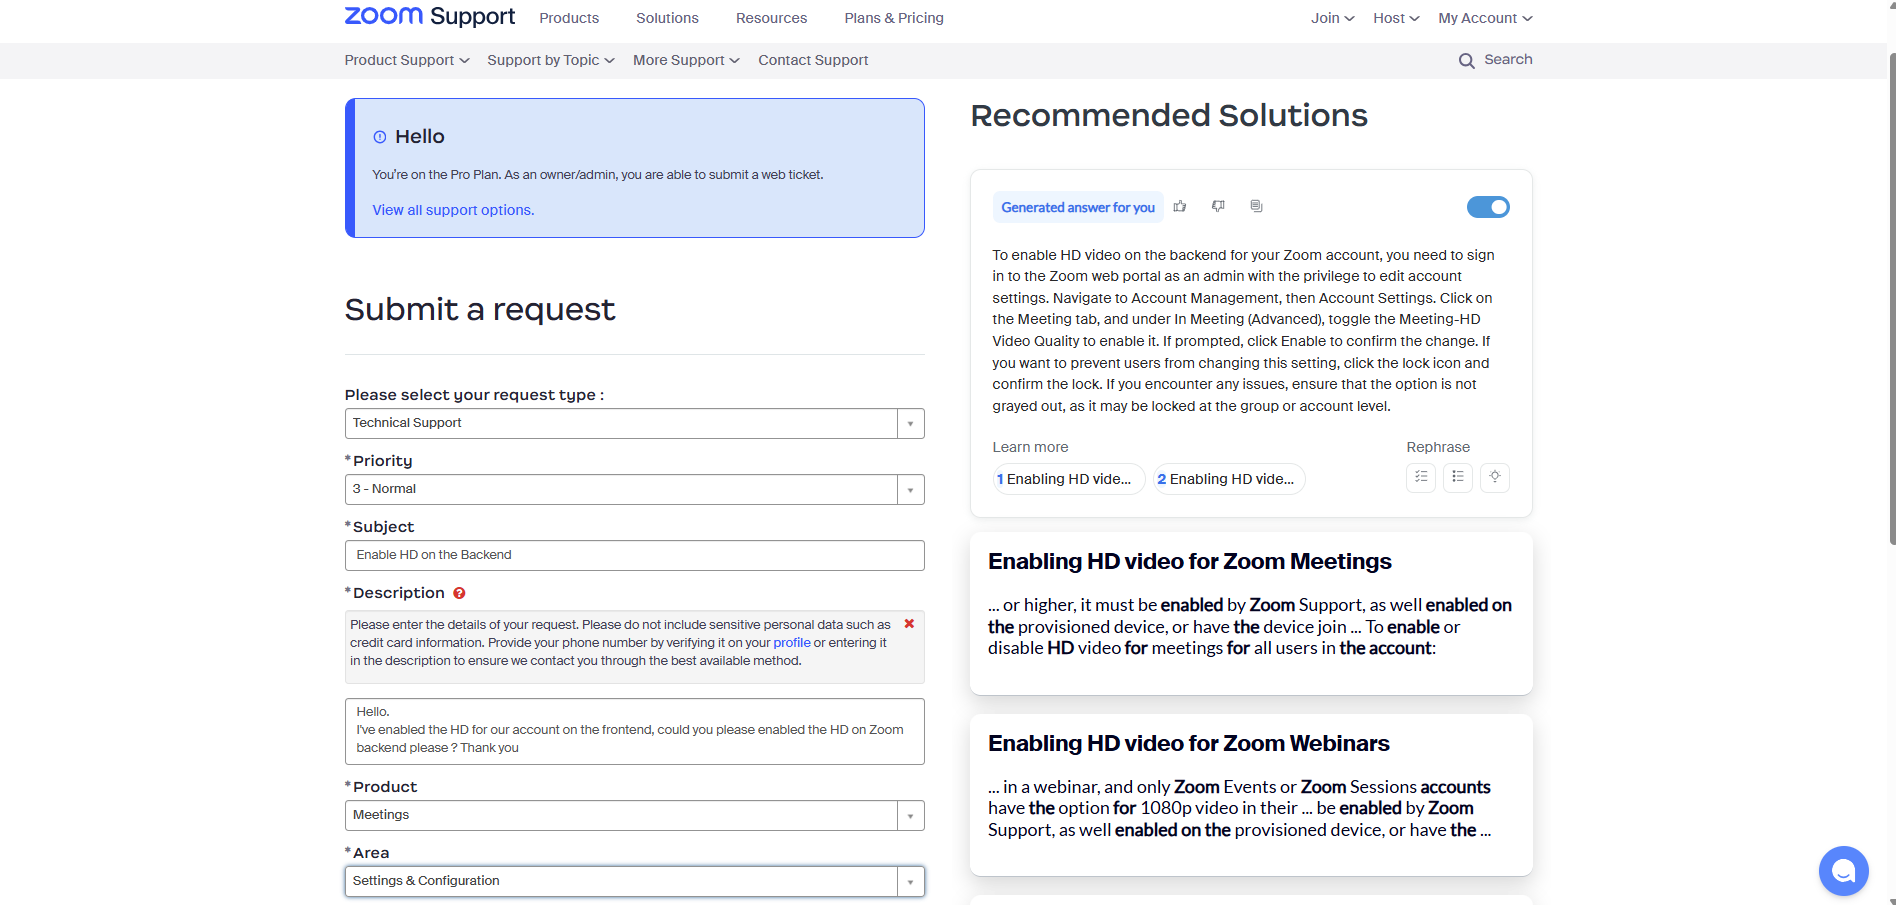 zoom Support Products Solutions Resources Plans & Pricing Join Host My Account
Product Support Support by Topic More Support Contact Support Search
Hello
You're on the Pro Plan. As an owner/admin, you are able to submit a web ticket.
View all support options.
Submit a request
Please select your request type :
Technical Support
*Priority
3 - Normal
*Subject
Enable HD on the Backend
*Description ?
Please enter the details of your request. Please do not include sensitive personal data such as
credit card information. Provide your phone number by verifying it on your profile or entering it
in the description to ensure we contact you through the best available method.
Hello.
I've enabled the HD for our account on the frontend, could you please enabled the HD on Zoom
backend please ? Thank you
*Product
Meetings
*Area
Settings & Configuration
Recommended Solutions
Generated answer for you
To enable HD video on the backend for your Zoom account, you need to sign
in to the Zoom web portal as an admin with the privilege to edit account
settings. Navigate to Account Management, then Account Settings. Click on
the Meeting tab, and under In Meeting (Advanced), toggle the Meeting-HD
Video Quality to enable it. If prompted, click Enable to confirm the change. If
you want to prevent users from changing this setting, click the lock icon and
confirm the lock. If you encounter any issues, ensure that the option is not
grayed out, as it may be locked at the group or account level.
Learn more Rephrase
1 Enabling HD vide... 2 Enabling HD vide...
Enabling HD video for Zoom Meetings
... or higher, it must be enabled by Zoom Support, as well enabled on
the provisioned device, or have the device join ... To enable or
disable HD video for meetings for all users in the account:
Enabling HD video for Zoom Webinars
... in a webinar, and only Zoom Events or Zoom Sessions accounts
have the option for 1080p video in their ... be enabled by Zoom
Support, as well enabled on the provisioned device, or have the ...